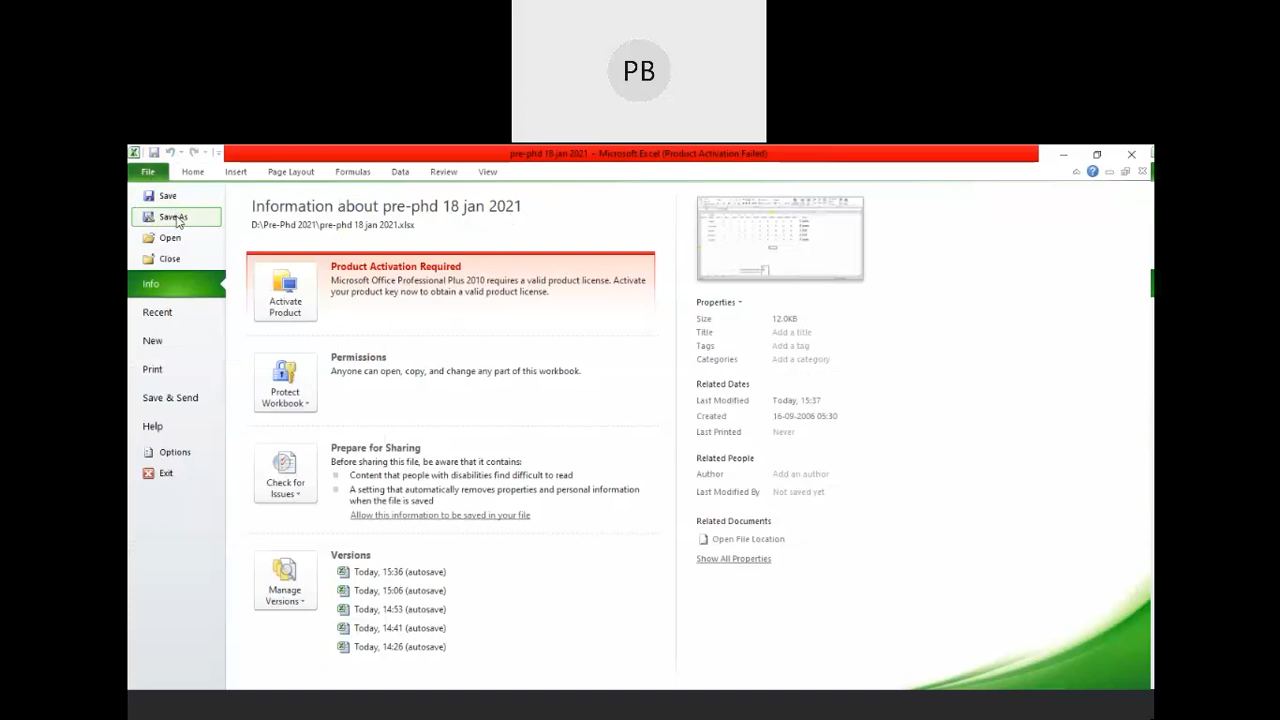 PB
pre-phd 18 jan 2021 - Microsoft Excel (Product Activation Failed)
File Home Insert Page Layout Formulas Data Review View
Save
Save As
Open
Close
Info
Recent
New
Print
Save & Send
Help
Options
Exit
Information about pre-phd 18 jan 2021
D:\Pre-Phd 2021\pre-phd 18 jan 2021.xlsx
Activate
Product
Product Activation Required
Microsoft Office Professional Plus 2010 requires a valid product license. Activate
your product key now to obtain a valid product license.
Protect
Workbook
Permissions
Anyone can open, copy, and change any part of this workbook.
Check for
Issues
Prepare for Sharing
Before sharing this file, be aware that it contains:
Content that people with disabilities find difficult to read
A setting that automatically removes properties and personal information
when the file is saved
Allow this information to be saved in your file
Manage
Versions
Versions
Today, 15:36 (autosave)
Today, 15:06 (autosave)
Today, 14:53 (autosave)
Today, 14:41 (autosave)
Today, 14:26 (autosave)
Properties
Size 12.0KB
Title Add a title
Tags Add a tag
Categories Add a category
Related Dates
Last Modified Today, 15:37
Created 16-09-2006 05:30
Last Printed Never
Related People
Author Add an author
Last Modified By Not saved yet
Related Documents
Open File Location
Show All Properties